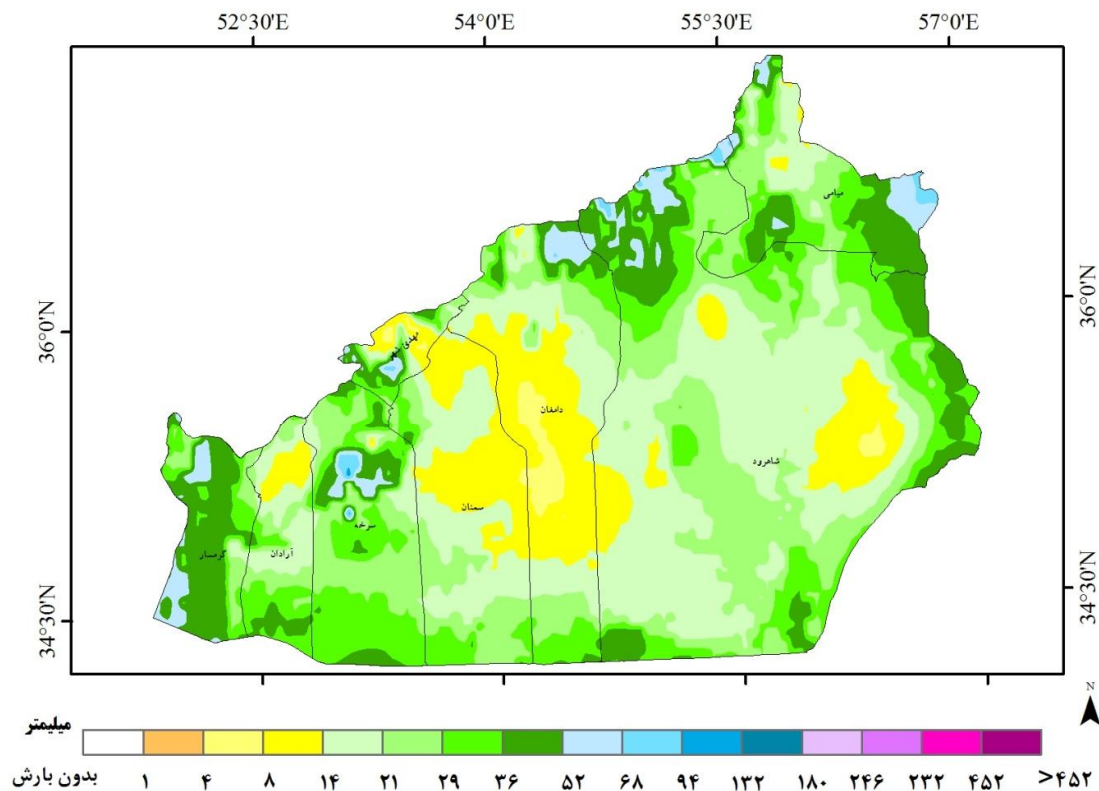 52°30'E 54°0'E 55°30'E 57°0'E
میامی
36°0'N 36°0'N
مهدی شهر
دامغان
شاهرود
سمنان
سرخه
آرادان
گرمسار
34°30'N 34°30'N
N
میلیمتر
بدون بارش ۱ ۴ ۸ ۱۴ ۲۱ ۲۹ ۳۶ ۵۲ ۶۸ ۹۴ ۱۳۲ ۱۸۰ ۲۴۶ ۲۳۲ ۴۵۲ >۴۵۲